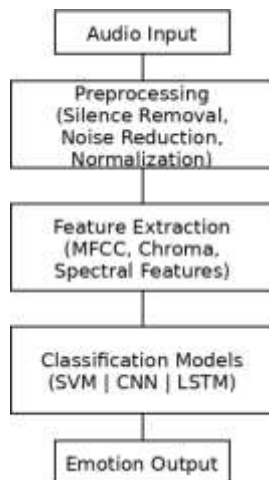 Audio Input
Preprocessing
(Silence Removal,
Noise Reduction,
Normalization)
Feature Extraction
(MFCC, Chroma,
Spectral Features)
Classification Models
(SVM | CNN | LSTM)
Emotion Output